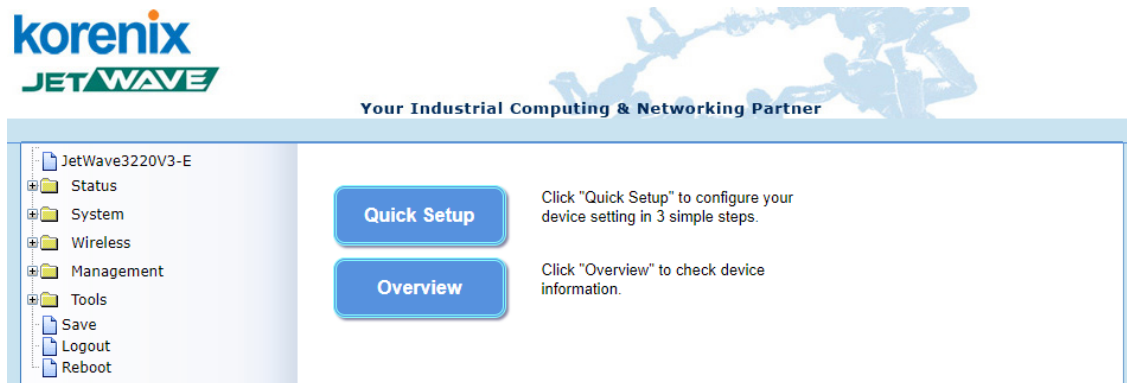 korenix
JETWAVE
Your Industrial Computing & Networking Partner
JetWave3220V3-E
Status
System
Wireless
Management
Tools
Save
Logout
Reboot
Quick Setup
Click "Quick Setup" to configure your
device setting in 3 simple steps.
Overview
Click "Overview" to check device
information.